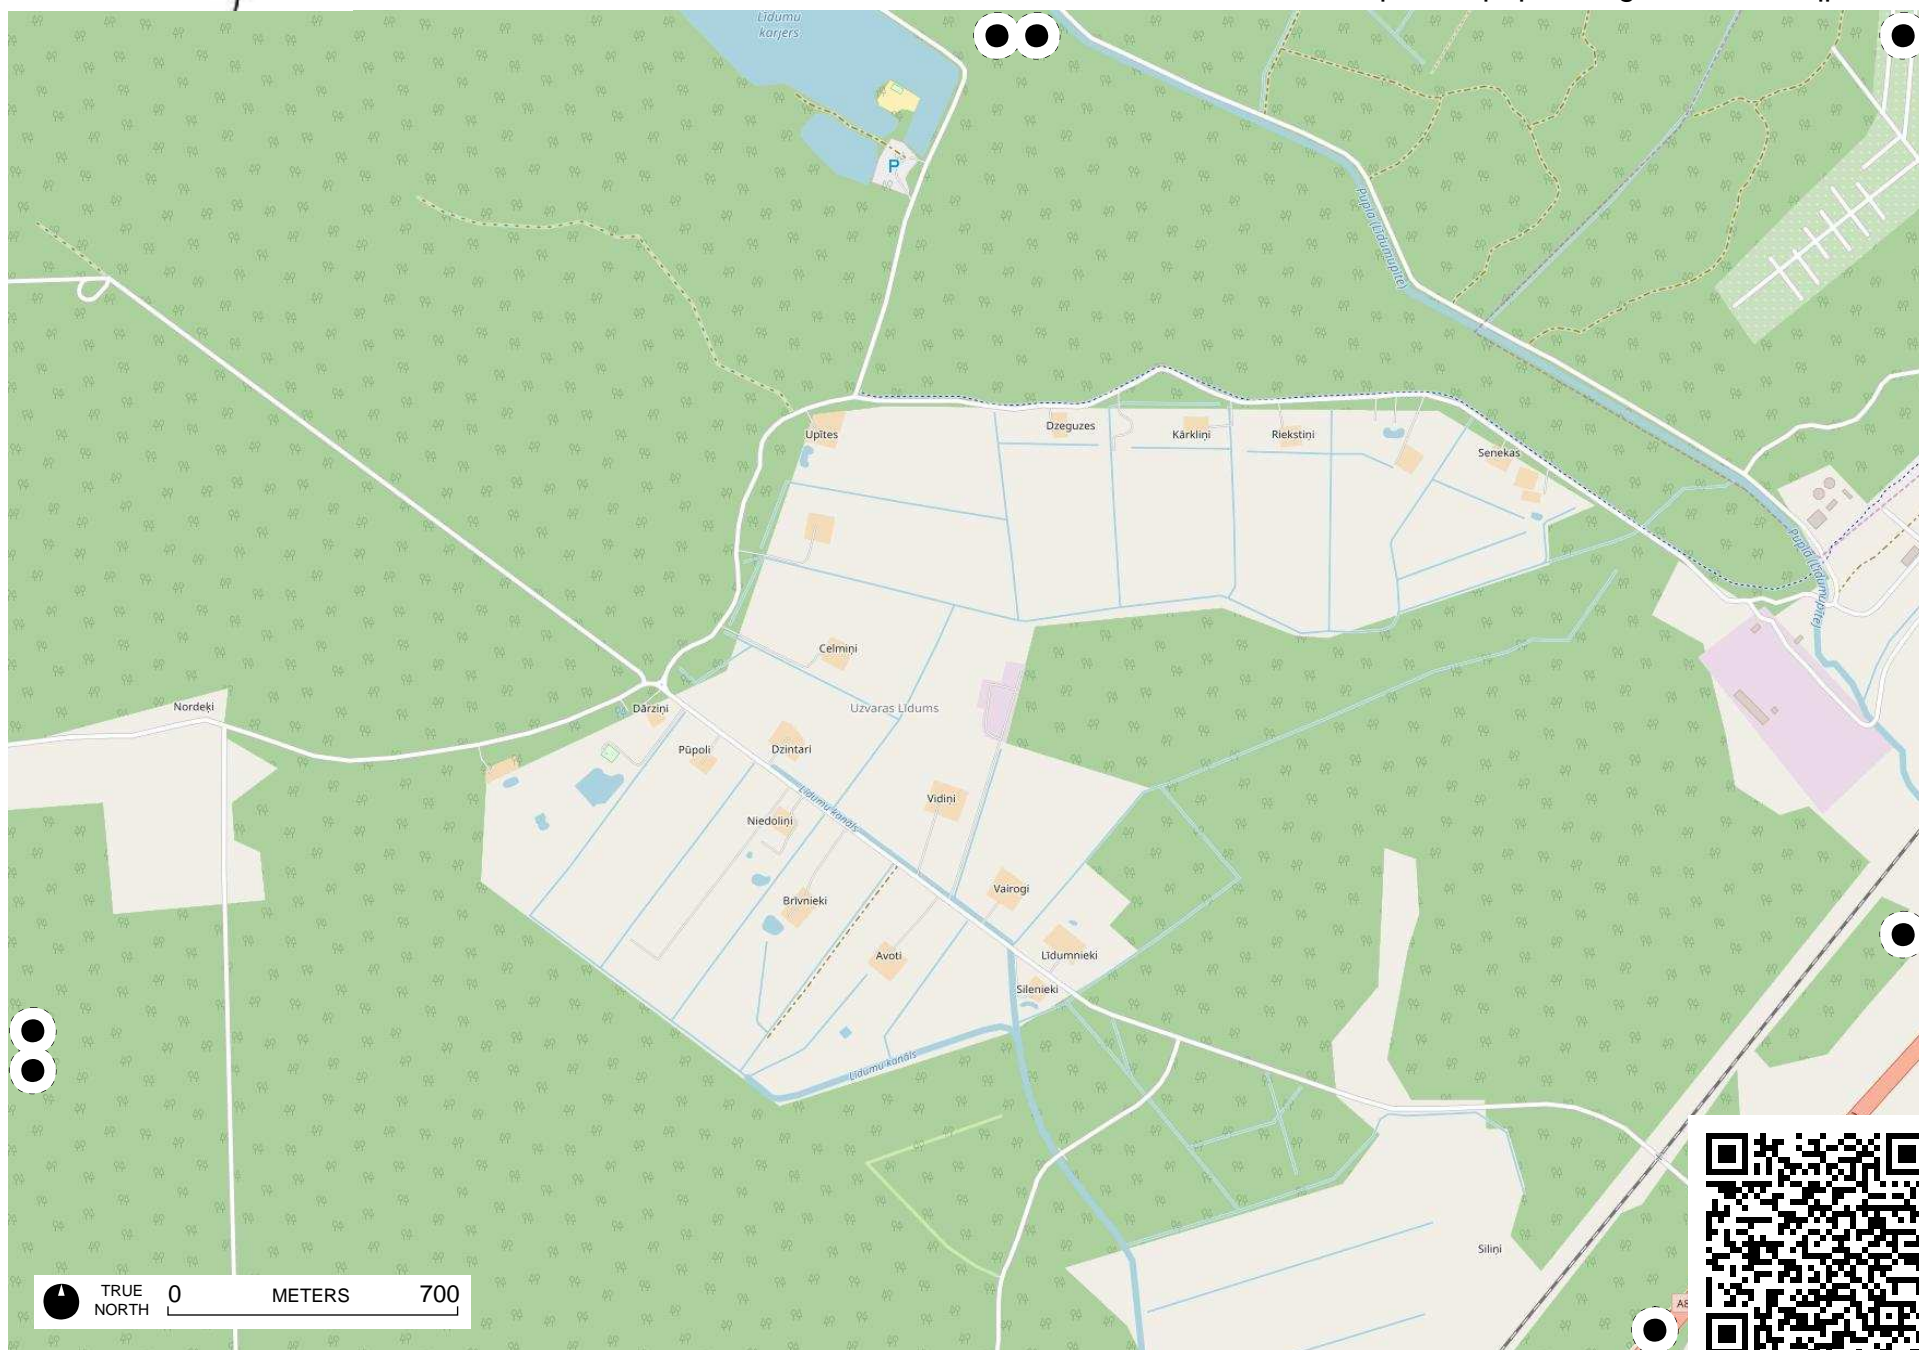 Līdumu
karjers
P
Pupla (Līdumupīte)
Upītes
Dzeguzes
Kārkliņi
Riekstiņi
Senekas
Pupla (Līdumupīte)
Celmiņi
Nordeķi
Dārziņi
Uzvaras Līdums
Pūpoli
Dzintari
Līdumu kanāls
Vidiņi
Niedoliņi
Vairogi
Brīvnieki
Avoti
Līdumnieki
Silenieki
Līdumu kanāls
Siliņi
TRUE
NORTH
0 METERS 700